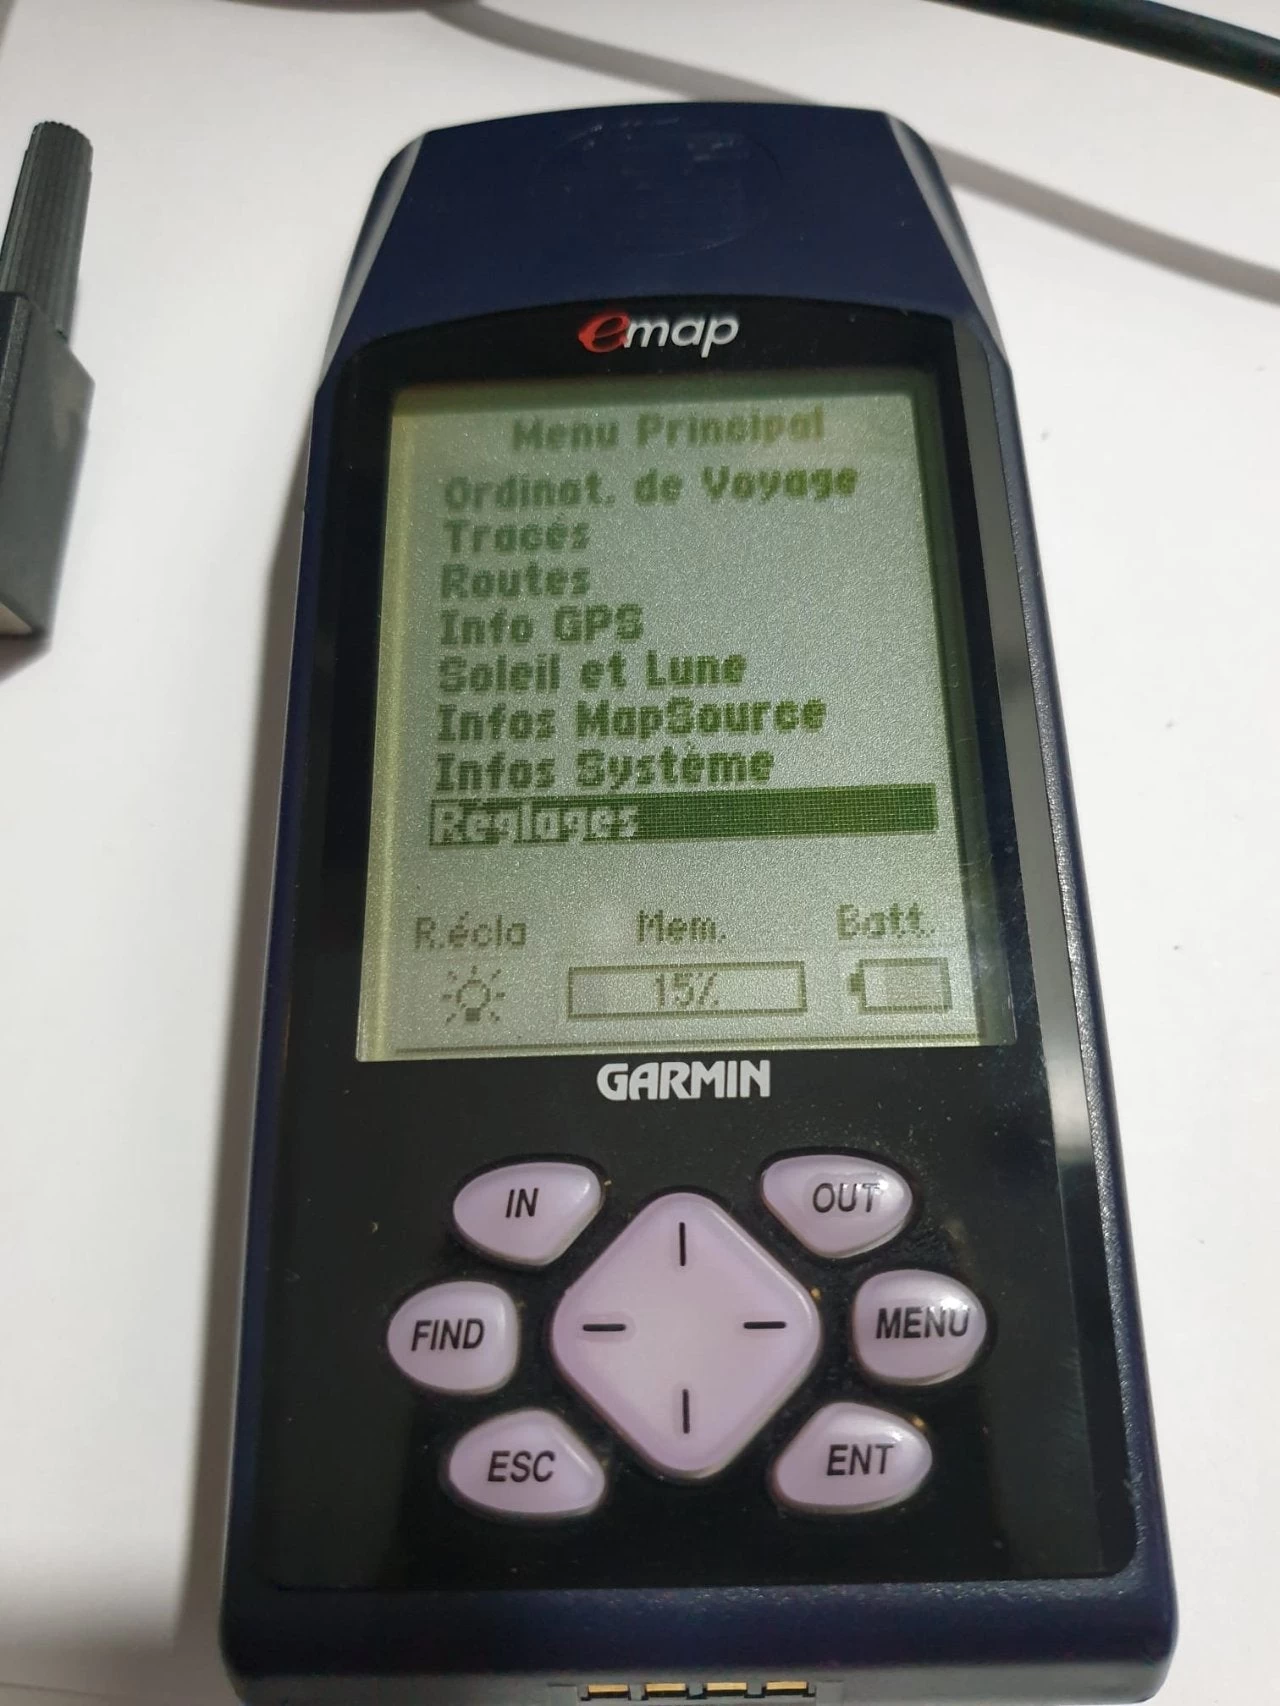 emap
Menu Principal
Ordinat. de Voyage
Tracés
Routes
Info GPS
Soleil et Lune
Infos MapSource
Infos Système
Réglages
R.écla Mem. Batt.
15%
GARMIN
IN OUT
FIND MENU
ESC ENT